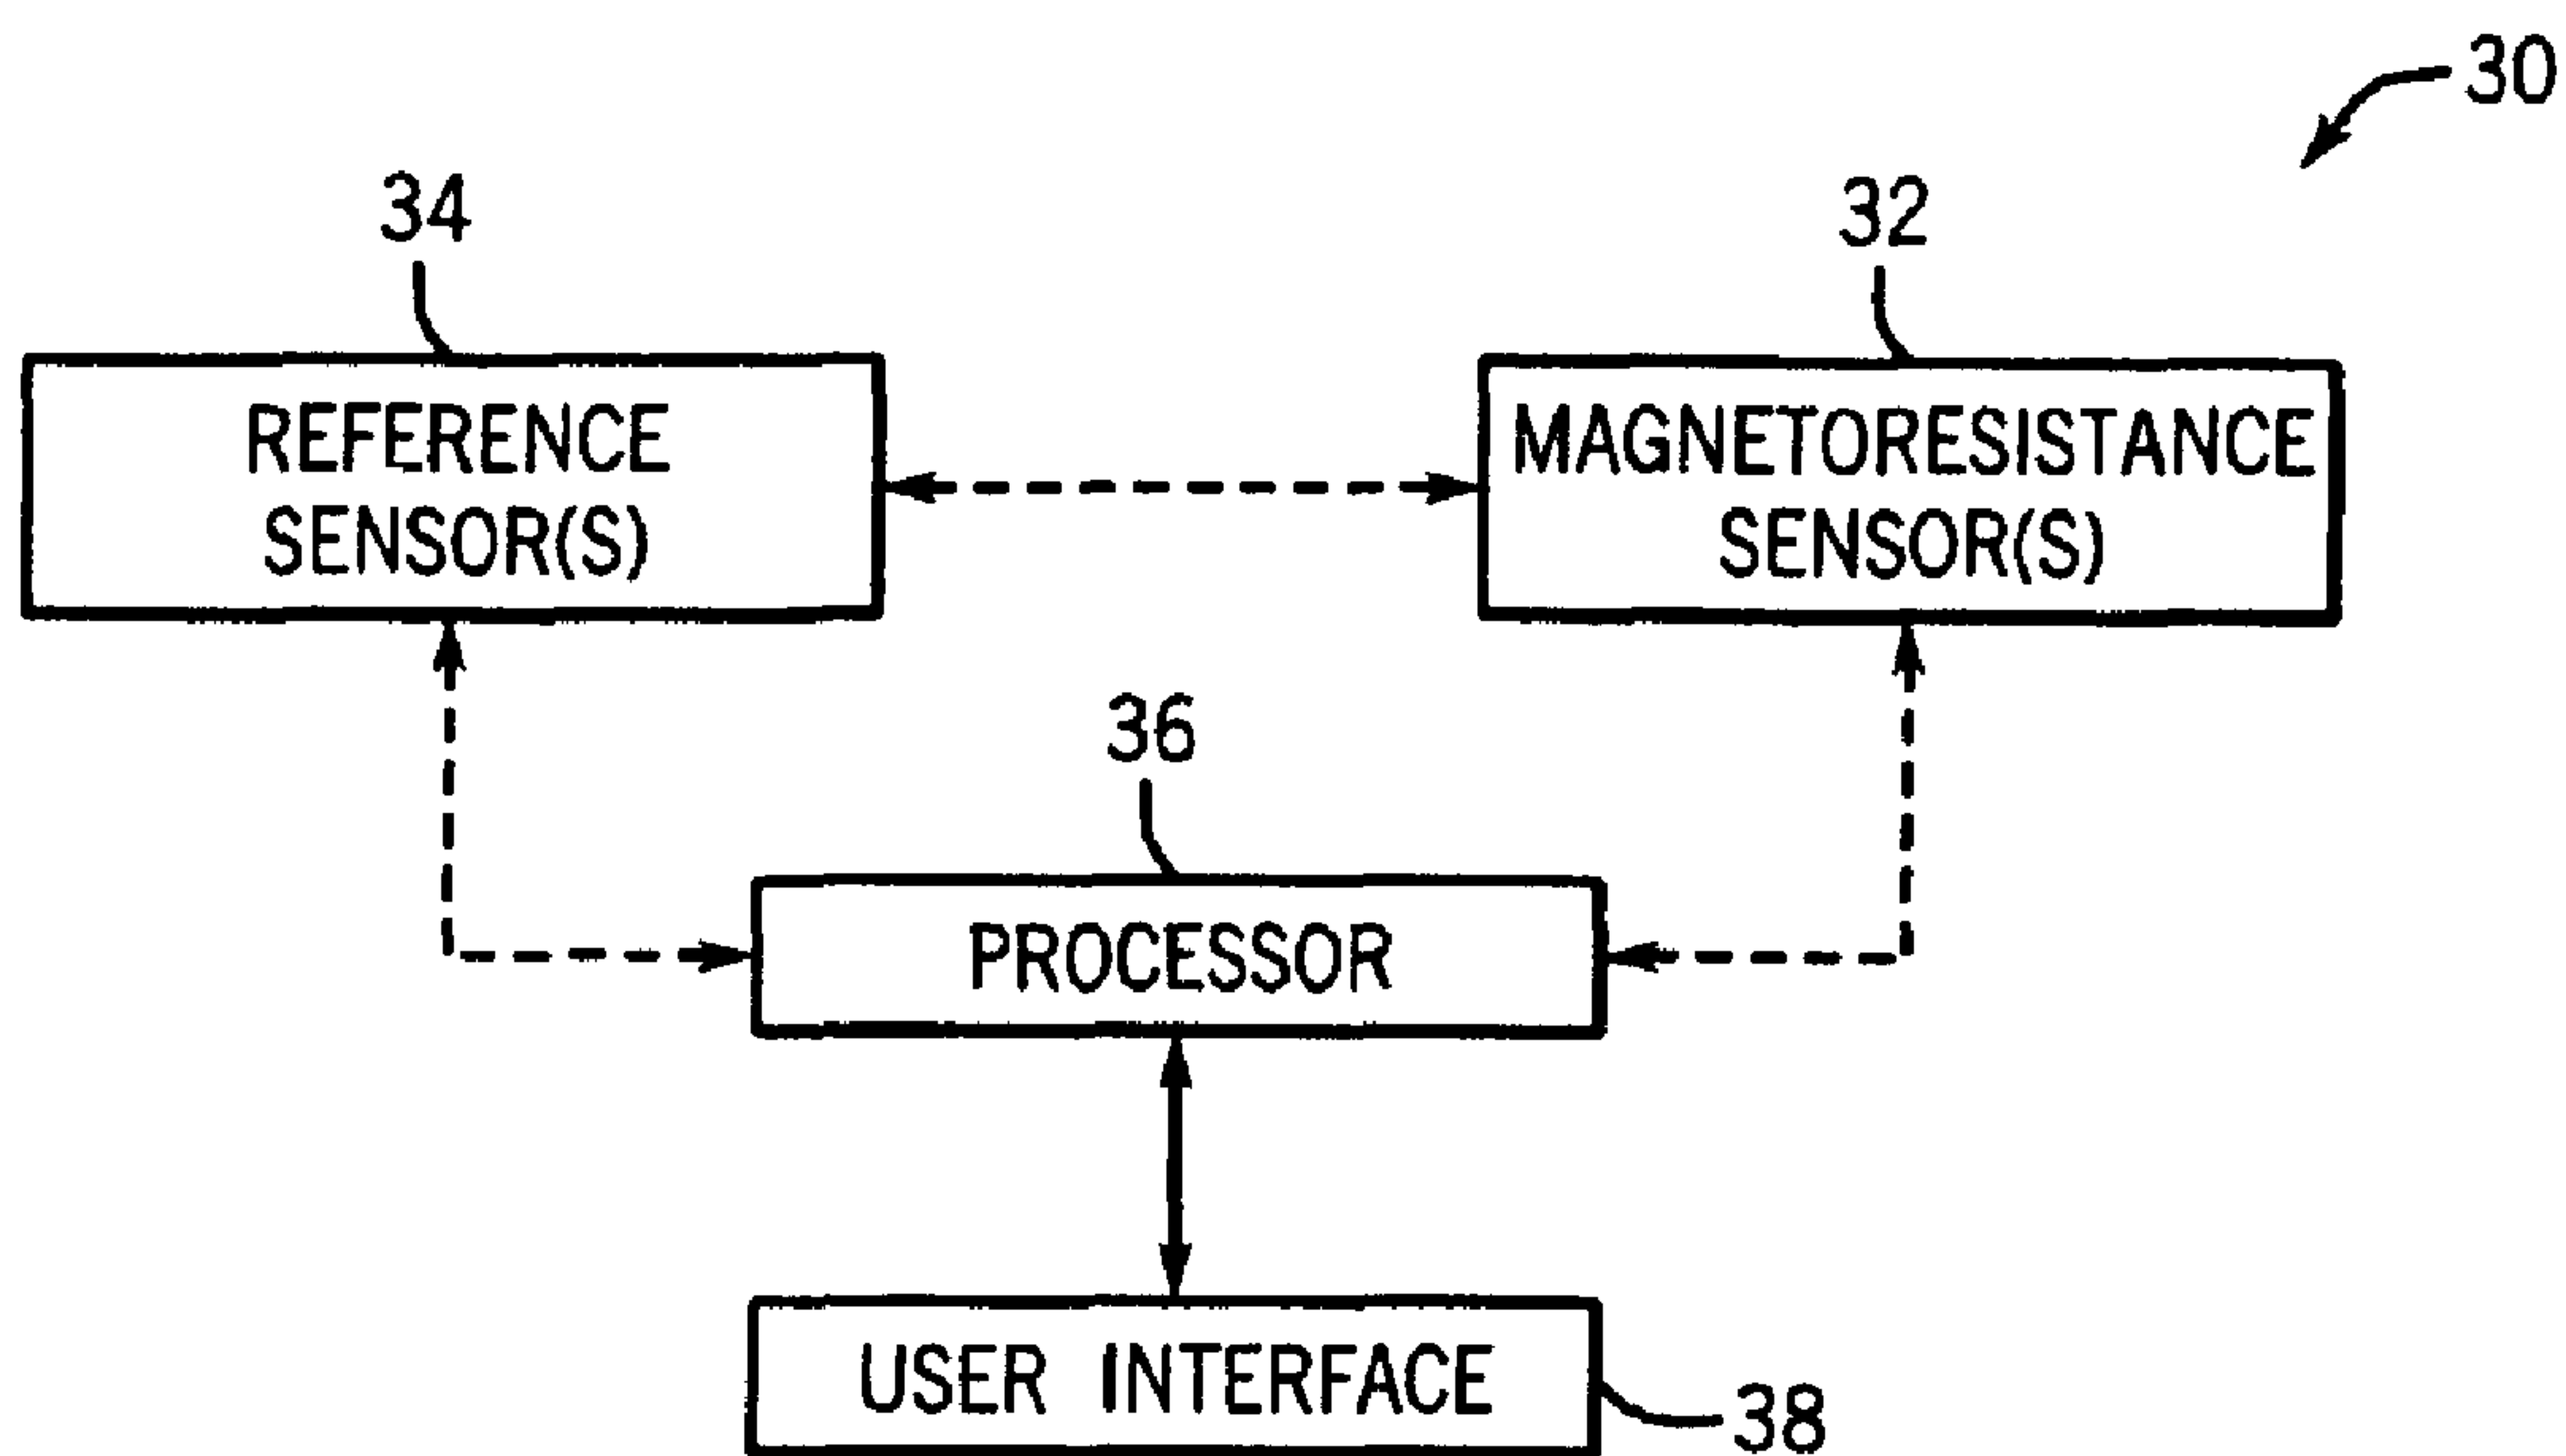 30
34
32
REFERENCE
SENSOR(S)
MAGNETORESISTANCE
SENSOR(S)
36
PROCESSOR
USER INTERFACE
38